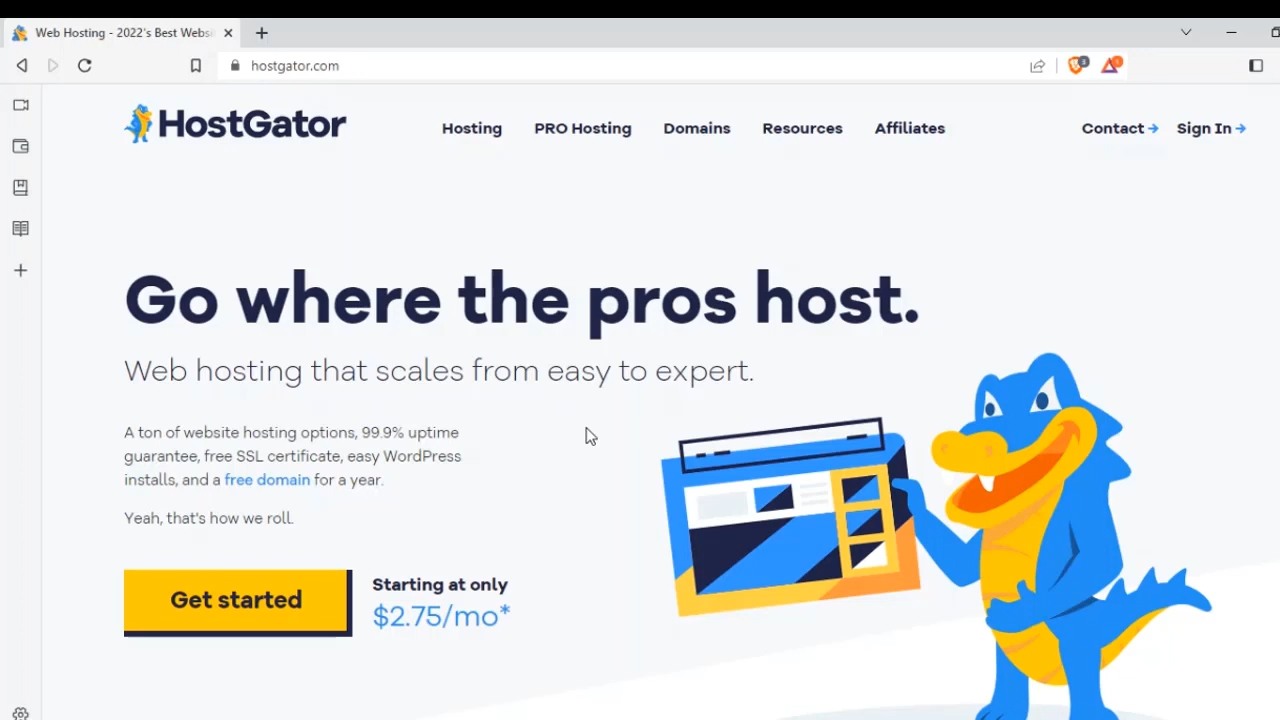 Web Hosting - 2022's Best Websi
hostgator.com
HostGator
Hosting
PRO Hosting
Domains
Resources
Affiliates
Contact
Sign In
Go where the pros host.
Web hosting that scales from easy to expert.
A ton of website hosting options, 99.9% uptime
guarantee, free SSL certificate, easy WordPress
installs, and a free domain for a year.
Yeah, that's how we roll.
Get started
Starting at only
$2.75/mo*